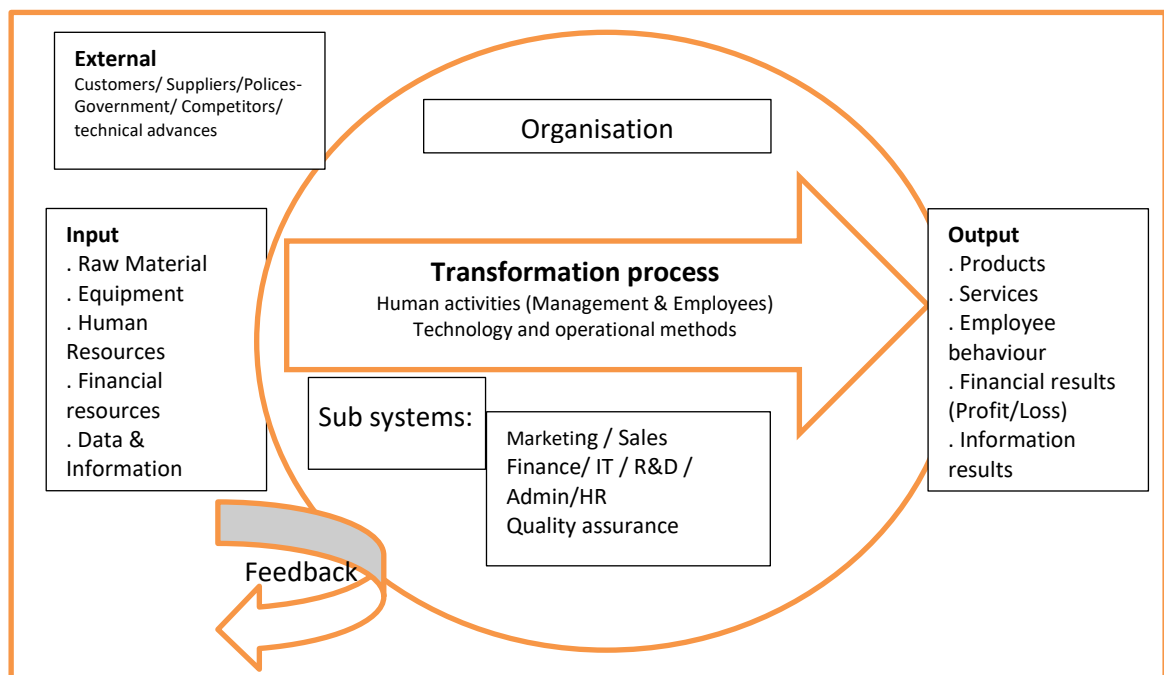 External
Customers/ Suppliers/Polices-
Government/ Competitors/
technical advances
Organisation
Input
. Raw Material
. Equipment
. Human
Resources
. Financial
resources
. Data &
Information
Transformation process
Human activities (Management & Employees)
Technology and operational methods
Output
. Products
. Services
. Employee
behaviour
. Financial results
(Profit/Loss)
. Information
results
Sub systems:
Marketing / Sales
Finance/ IT / R&D /
Admin/HR
Quality assurance
Feedback